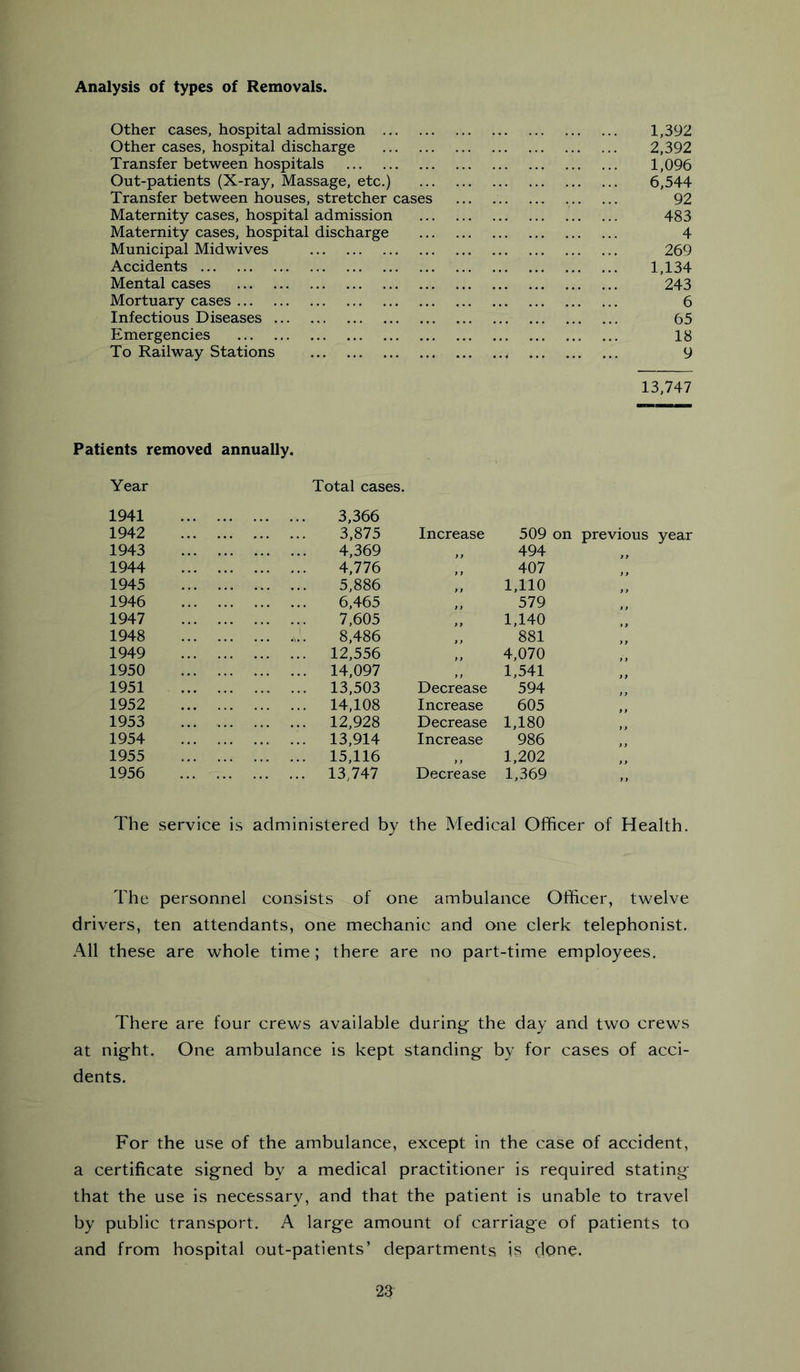 Analysis of types of Removals.
Other cases, hospital admission ... ... ... ... ... ... ... 1,392
Other cases, hospital discharge ... ... ... ... ... ... ... 2,392
Transfer between hospitals ... ... ... ... ... ... ... ... 1,096
Out-patients (X-ray, Massage, etc.) ... ... ... ... ... ... 6,544
Transfer between houses, stretcher cases ... ... ... ... ... 92
Maternity cases, hospital admission ... ... ... ... ... ... 483
Maternity cases, hospital discharge ... ... ... ... ... ... 4
Municipal Midwives ... ... ... ... ... ... ... ... ... 269
Accidents ... ... ... ... ... ... ... ... ... ... ... ... 1,134
Mental cases ... ... ... ... ... ... ... ... ... ... ... 243
Mortuary cases ... ... ... ... ... ... ... ... ... ... ... 6
Infectious Diseases ... ... ... ... ... ... ... ... ... ... 65
Emergencies ... ... ... ... ... ... ... ... ... ... ... 18
To Railway Stations ... ... ... ... ... ... ... ... ... 9
13,747
Patients removed annually.
Year Total cases.
1941 ... ... ... ... 3,366
1942 ... ... ... ... 3,875 Increase 509 on previous year
1943 ... ... ... ... 4,369 ,, 494 ,,
1944 ... ... ... ... 4,776 ,, 407 ,,
1945 ... ... ... ... 5,886 ,, 1,110 ,,
1946 ... ... ... ... 6,465 ,, 579 ,,
1947 ... ... ... ... 7,605 ,, 1,140 ,,
1948 ... ... ... ... 8,486 ,, 881 ,,
1949 ... ... ... ... 12,556 ,, 4,070 ,,
1950 ... ... ... ... 14,097 ,, 1,541 ,,
1951 ... ... ... ... 13,503 Decrease 594 ,,
1952 ... ... ... ... 14,108 Increase 605 ,,
1953 ... ... ... ... 12,928 Decrease 1,180 ,,
1954 ... ... ... ... 13,914 Increase 986 ,,
1955 ... ... ... ... 15,116 ,, 1,202 ,,
1956 ... ... ... ... 13,747 Decrease 1,369 ,,
The service is administered by the Medical Officer of Health.
The personnel consists of one ambulance Officer, twelve
drivers, ten attendants, one mechanic and one clerk telephonist.
All these are whole time; there are no part-time employees.
There are four crews available during the day and two crews
at night. One ambulance is kept standing by for cases of acci-
dents.
For the use of the ambulance, except in the case of accident,
a certificate signed by a medical practitioner is required stating
that the use is necessary, and that the patient is unable to travel
by public transport. A large amount of carriage of patients to
and from hospital out-patients' departments is done.
23